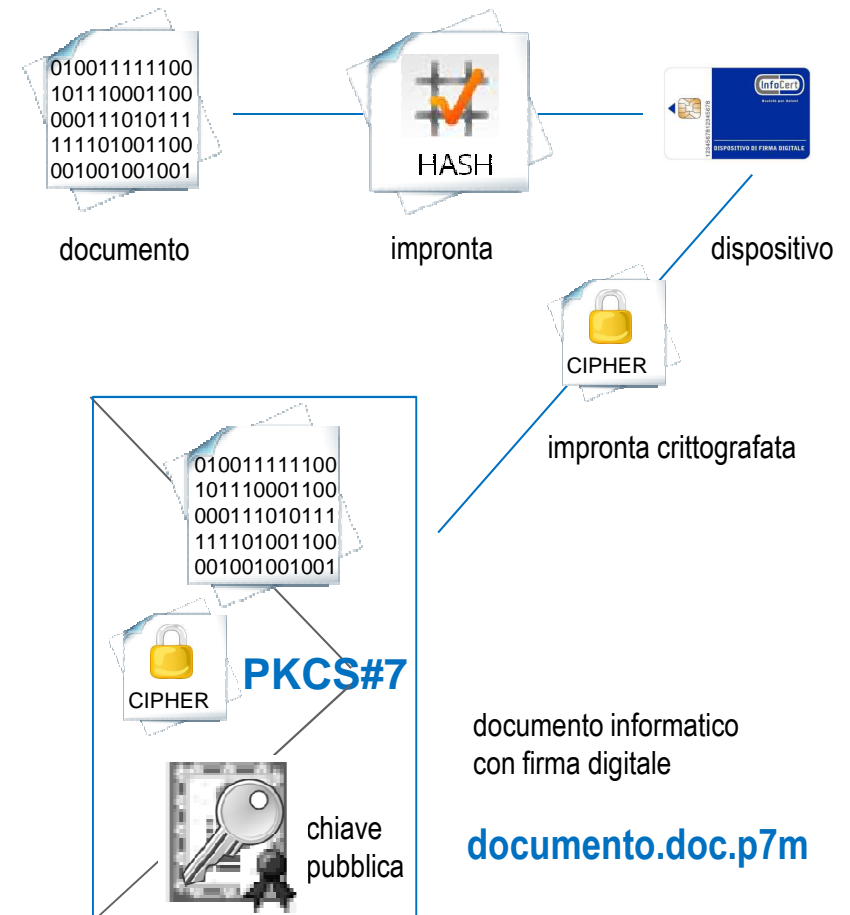 010011111100
101110001100
000111010111
111101001100
001001001001
HASH
InfoCert
DISPOSITIVO DI FIRMA DIGITALE
documento
impronta
dispositivo
CIPHER
impronta crittografata
010011111100
101110001100
000111010111
111101001100
001001001001
CIPHER
PKCS#7
documento informatico
con firma digitale
chiave
pubblica
documento.doc.p7m